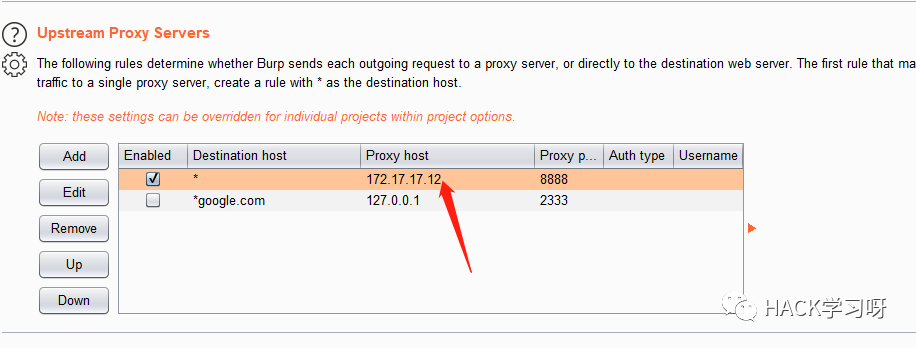 Upstream Proxy Servers
The following rules determine whether Burp sends each outgoing request to a proxy server, or directly to the destination web server. The first rule that ma
traffic to a single proxy server, create a rule with * as the destination host.
Note: these settings can be overridden for individual projects within project options.
Add
Edit
Remove
Up
Down
Enabled Destination host Proxy host Proxy p... Auth type Username
* 172.17.17.12 8888
*google.com 127.0.0.1 2333
HACK学习呀